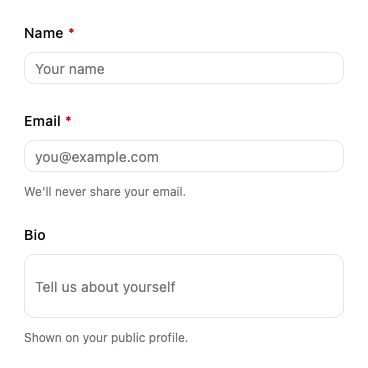 Name *
Your name
Email *
you@example.com
We'll never share your email.
Bio
Tell us about yourself
Shown on your public profile.